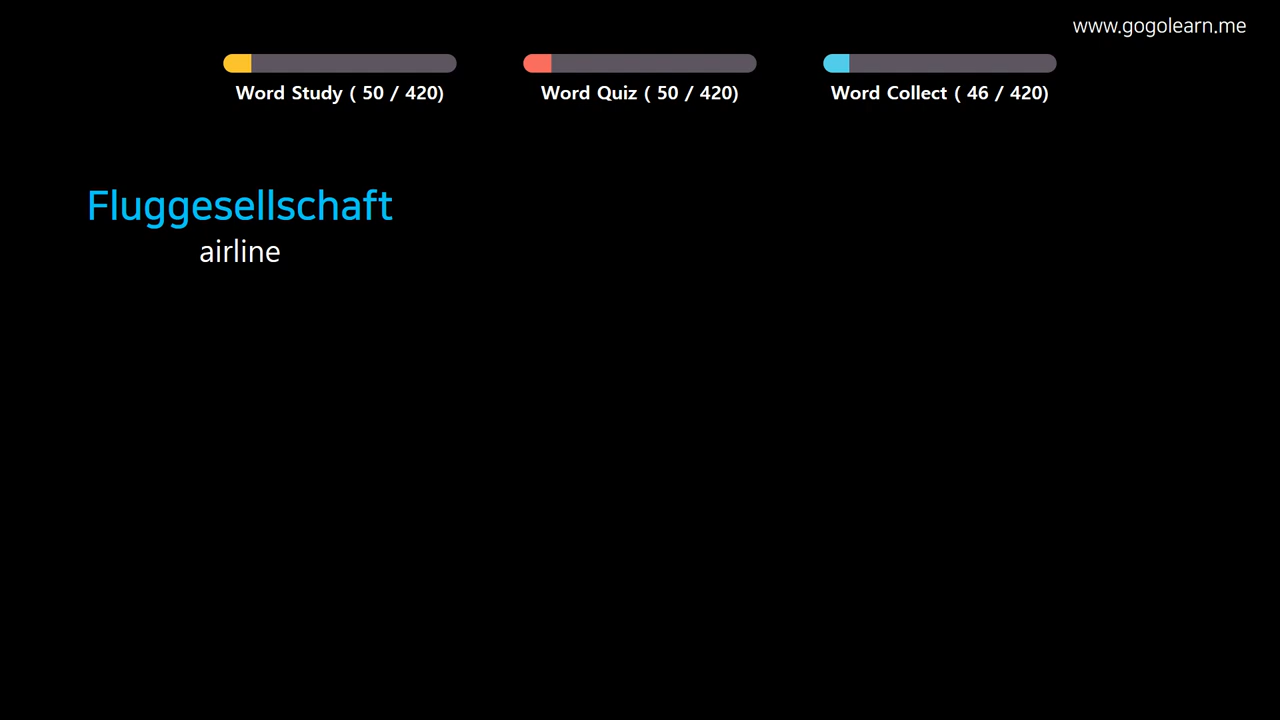 www.gogolearn.me
Word Study ( 50 / 420)
Word Quiz ( 50 / 420)
Word Collect ( 46 / 420)
Fluggesellschaft
airline